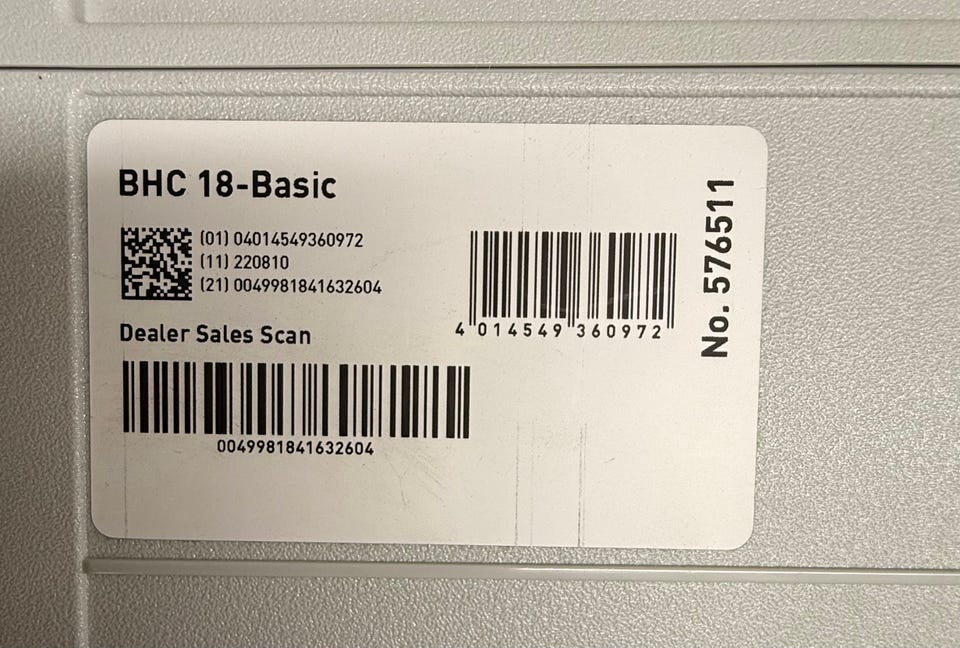 BHC 18-Basic
(01) 04014549360972
(11) 220810
(21) 0049981841632604
Dealer Sales Scan
0049981841632604
4 014549 360972
No. 576511